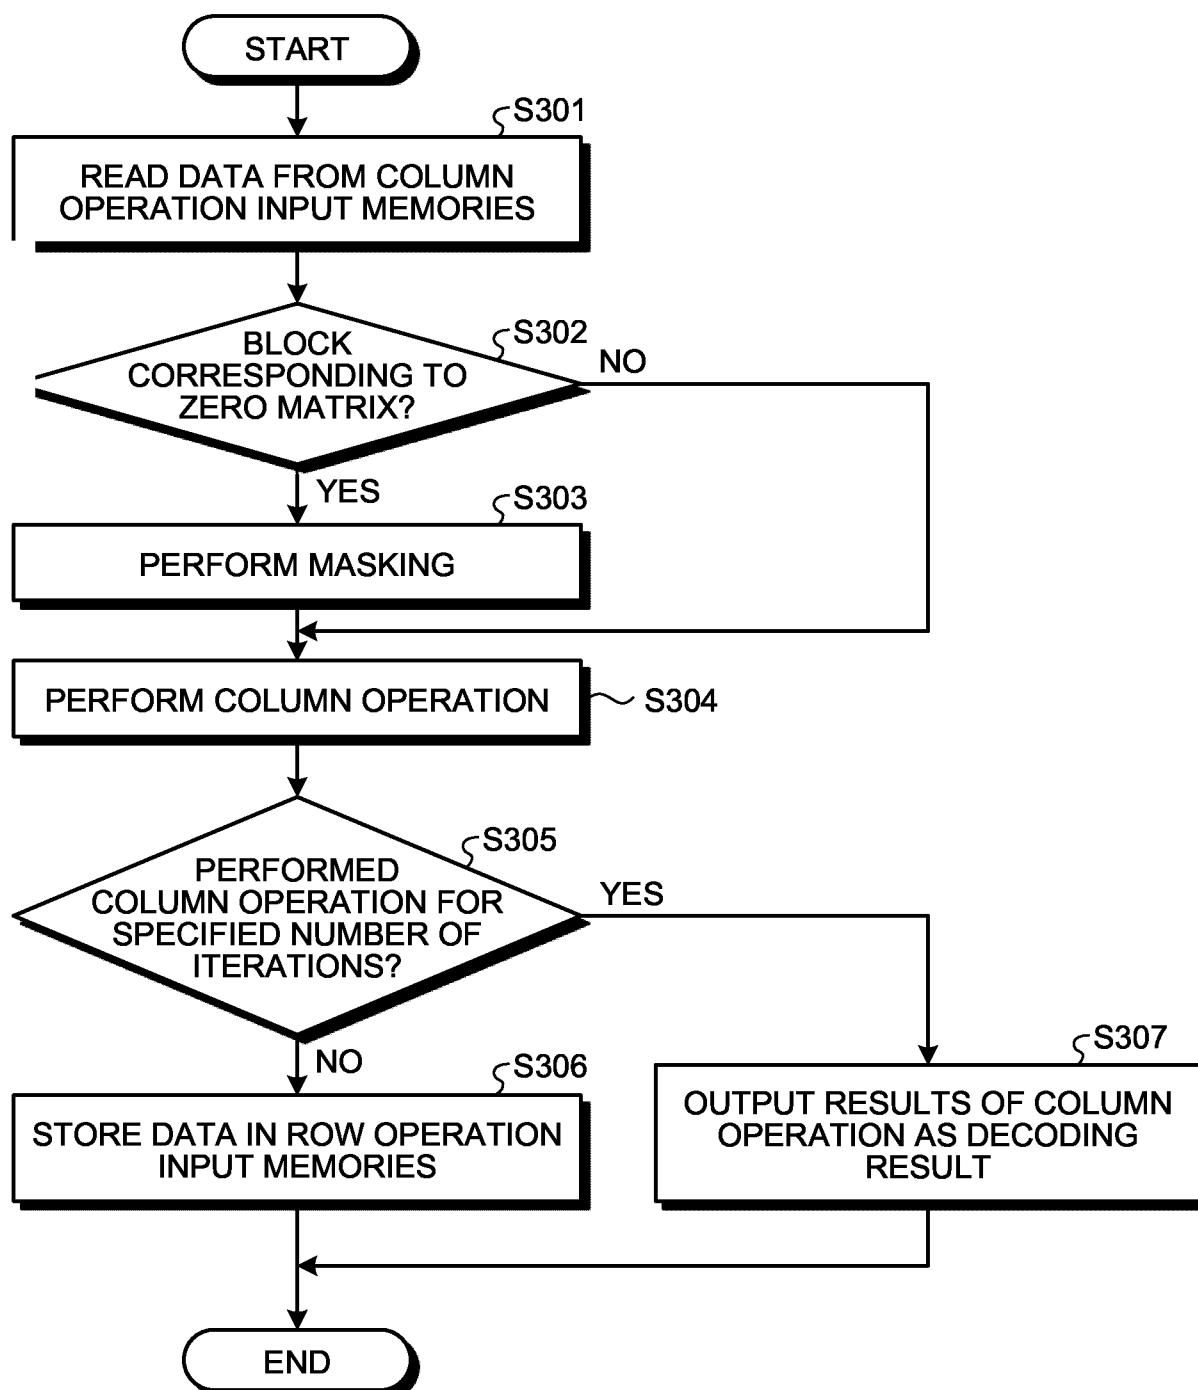 START
S301
READ DATA FROM COLUMN
OPERATION INPUT MEMORIES
S302
BLOCK
CORRESPONDING TO
ZERO MATRIX?
NO
YES
S303
PERFORM MASKING
PERFORM COLUMN OPERATION
S304
S305
PERFORMED
COLUMN OPERATION FOR
SPECIFIED NUMBER OF
ITERATIONS?
YES
NO
S306
STORE DATA IN ROW OPERATION
INPUT MEMORIES
S307
OUTPUT RESULTS OF COLUMN
OPERATION AS DECODING
RESULT
END